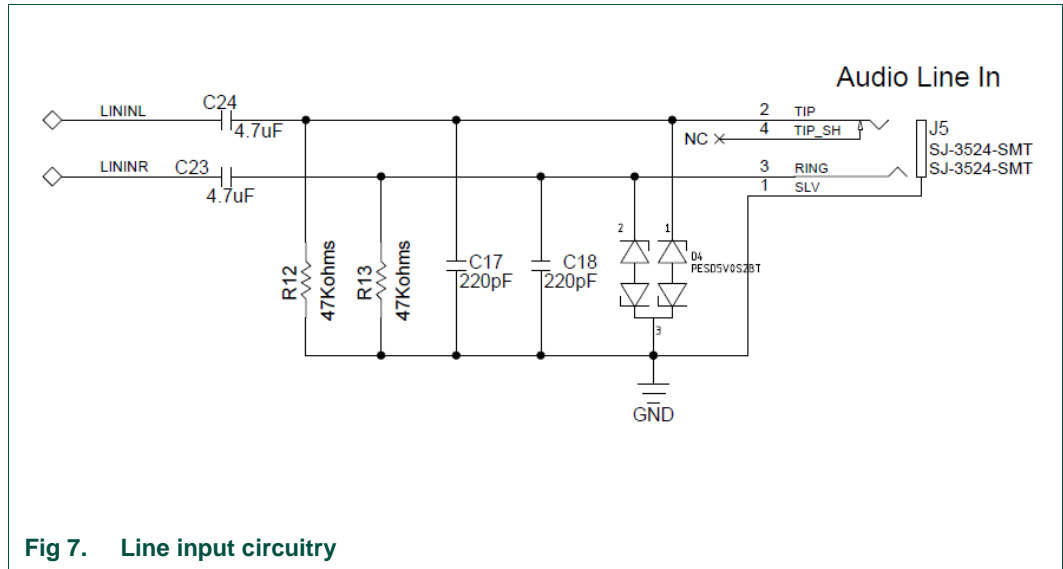 Audio Line In
LININL
C24
4.7uF
2 TIP
4 TIP_SH
NC
J5
SJ-3524-SMT
SJ-3524-SMT
LININR
C23
4.7uF
3 RING
1 SLV
R12
47Kohms
R13
47Kohms
C17
220pF
C18
220pF
2
1
D4
PESD5V0S2BT
3
GND
Fig 7. Line input circuitry